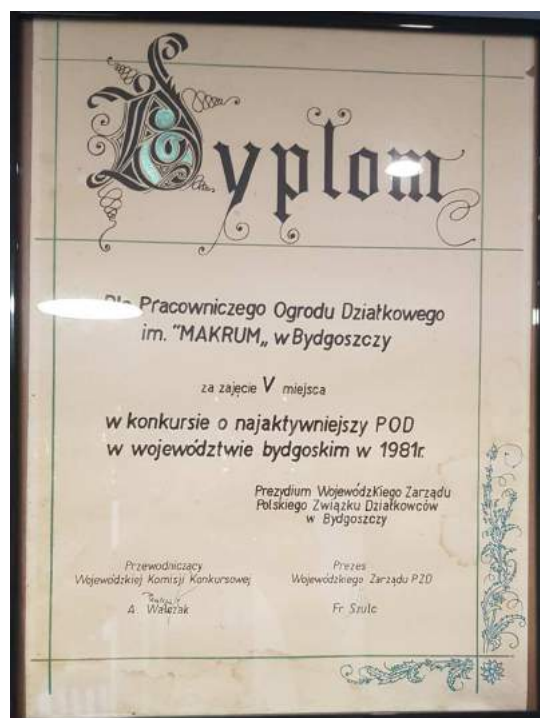 Dyplom
Dla Pracowniczego Ogrodu Działkowego
im. "MAKRUM„ w Bydgoszczy
za zajęcie V miejsca
w konkursie o najaktywniejszy POD
w województwie bydgoskim w 1981r.
Prezydium Wojewódzkiego Zarządu
Polskiego Związku Działkowców
w Bydgoszczy
Przewodniczący
Wojewódzkiej Komisji Konkursowej
A. Walczak
Prezes
Wojewódzkiego Zarządu PZD
Fr. Szulc